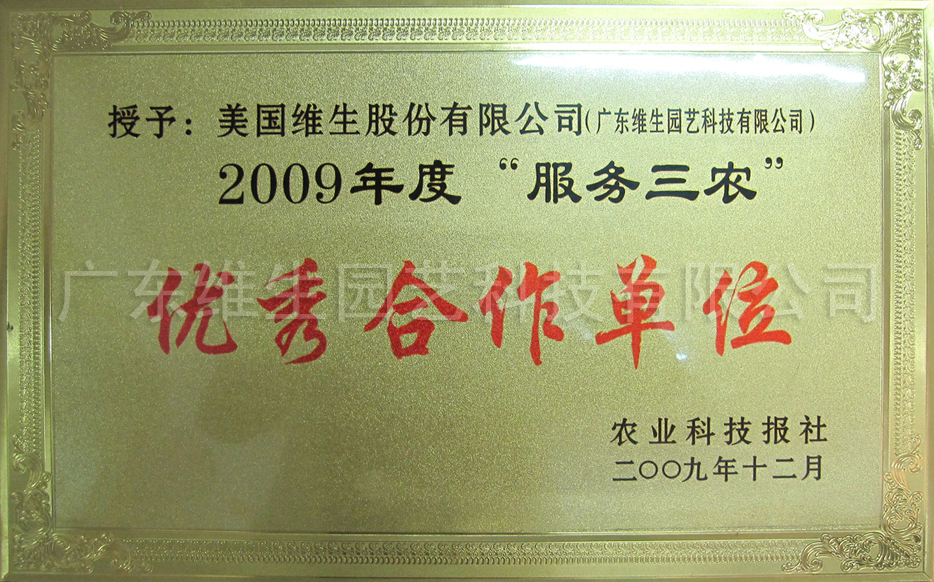 授予：美国维生股份有限公司（广东维生园艺科技有限公司）
2009年度“服务三农”
广东维生园艺科技有限公司
优秀合作单位
农业科技报社
二〇〇九年十二月